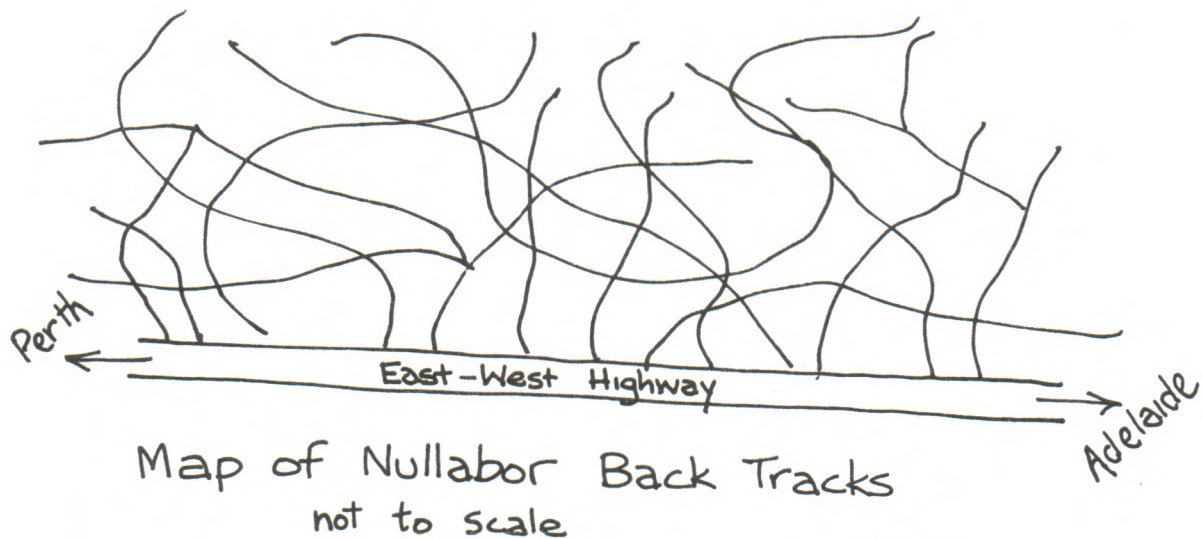 Perth
East-West Highway
Adelaide
Map of Nullabor Back Tracks
not to scale